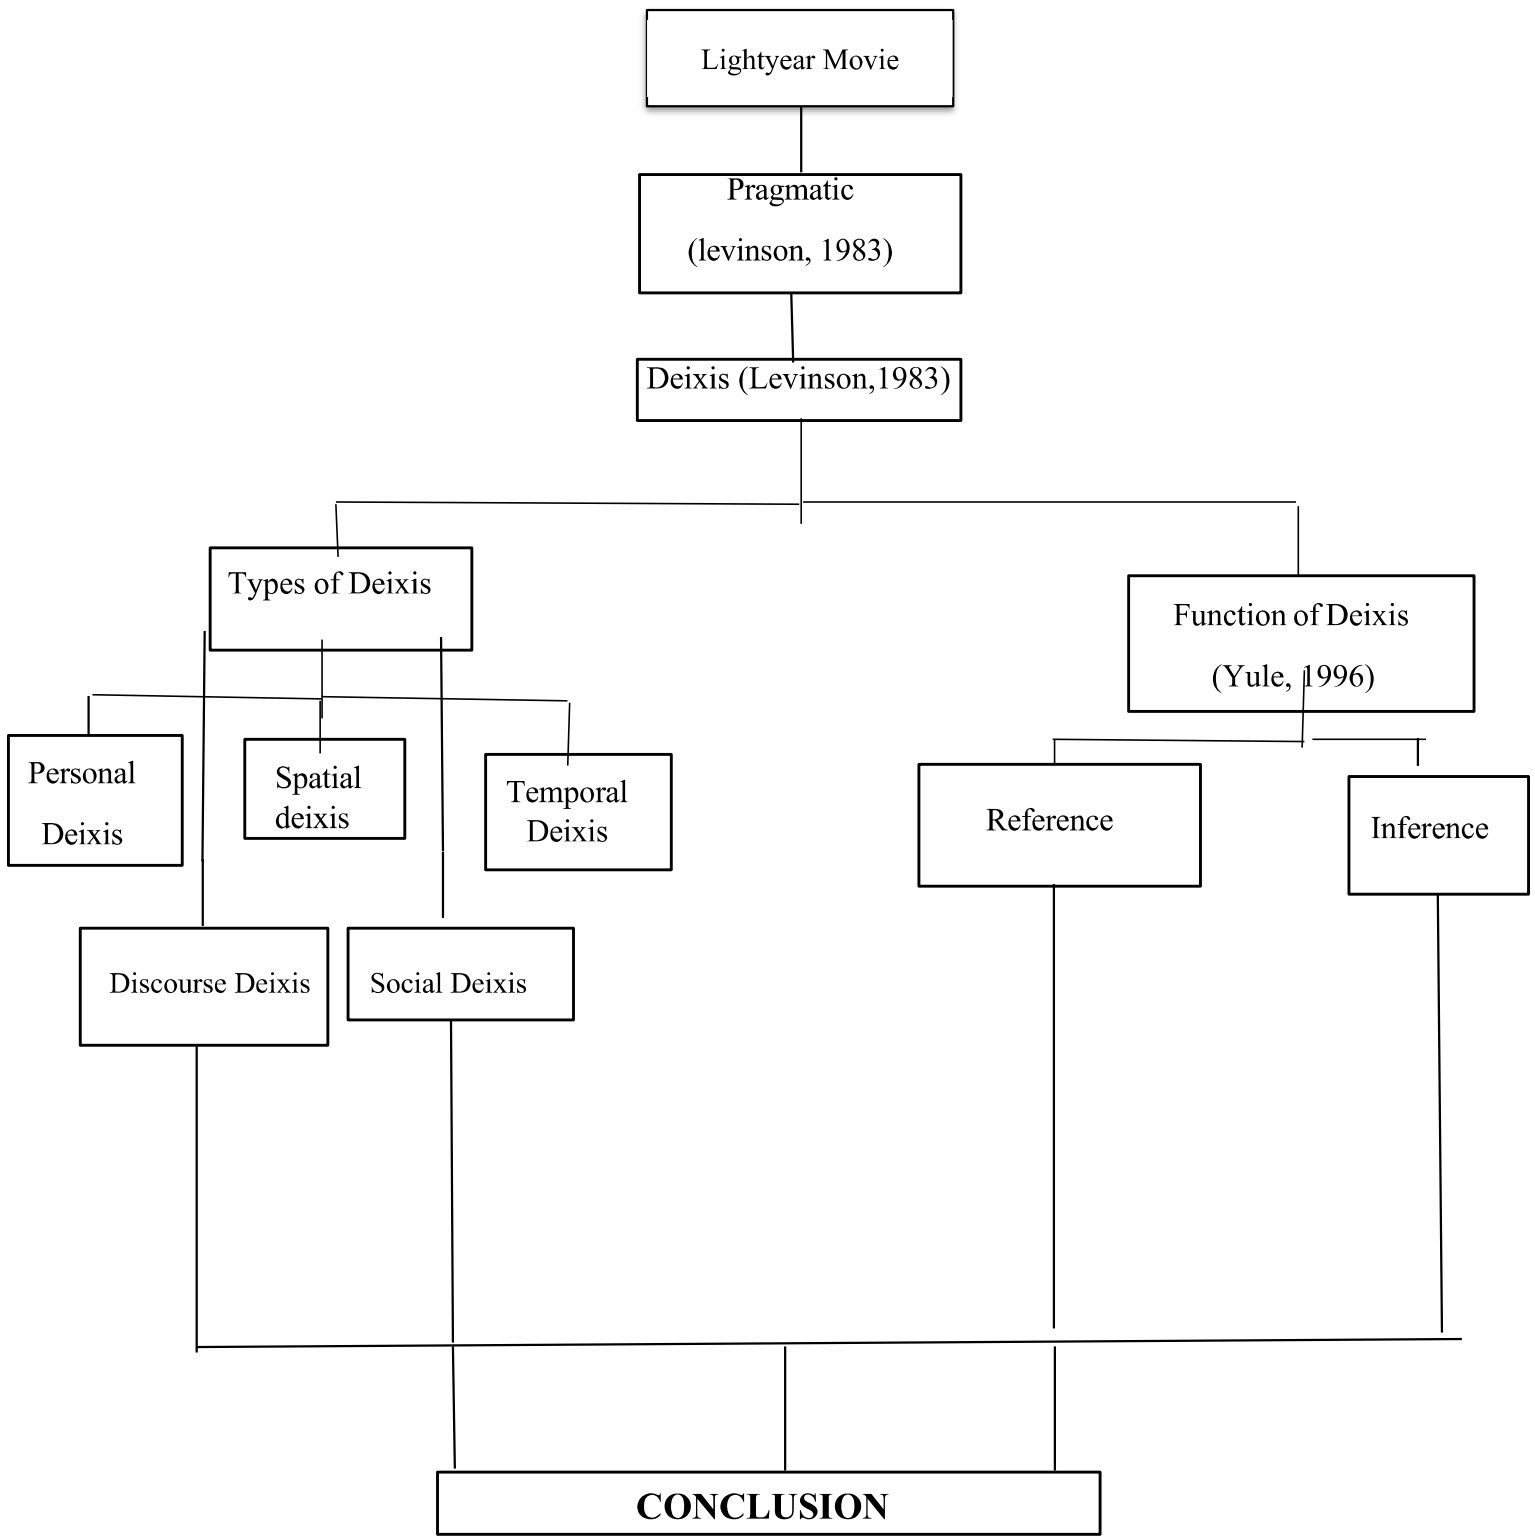 Lightyear Movie
Pragmatic
(levinson, 1983)
Deixis (Levinson,1983)
Types of Deixis
Function of Deixis
(Yule, 1996)
Personal
Deixis
Spatial
deixis
Temporal
Deixis
Reference
Inference
Discourse Deixis
Social Deixis
CONCLUSION